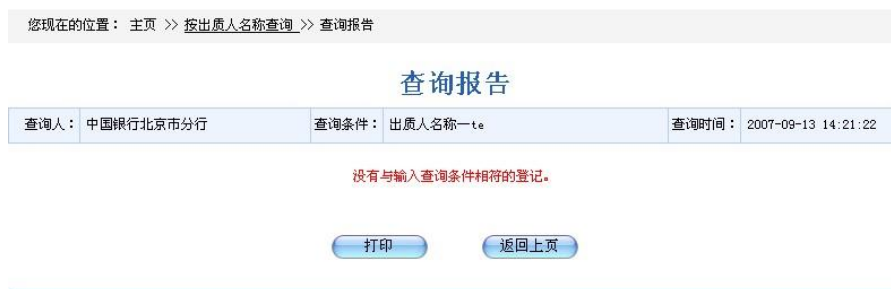 您现在的位置： 主页 >> 按出质人名称查询 >> 查询报告
查询报告
查询人： 中国银行北京市分行 查询条件： 出质人名称—te 查询时间： 2007-09-13 14:21:22
没有与输入查询条件相符的登记。
打印 返回上页